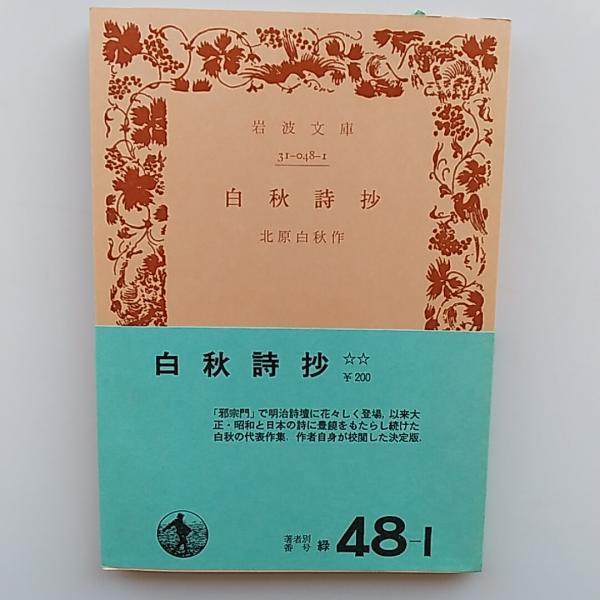 岩波文庫
31-048-1
白秋詩抄
北原白秋作
白秋詩抄 ☆☆
¥200
「邪宗門」で明治詩壇に花々しく登場，以来大
正・昭和と日本の詩に豊饒をもたらし続けた
白秋の代表作集．作者自身が校閲した決定版．
著者別
番号 緑 48-1